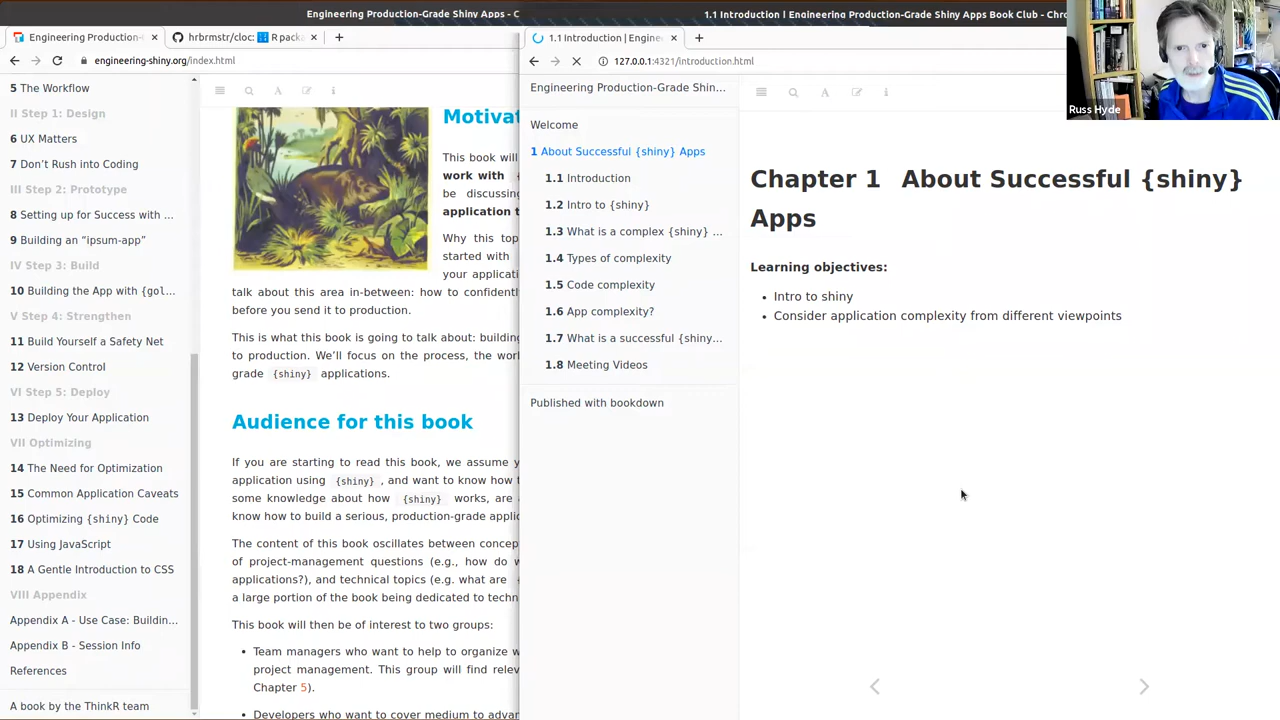 Engineering Production-Grade Shiny Apps - C
1.1 Introduction | Engineering Production-Grade Shiny Apps Book Club - Chro
Engineering Production-
hrbrmstr/cloc: R packa
1.1 Introduction | Engine
engineering-shiny.org/index.html
127.0.0.1:4321/introduction.html
Russ Hyde
5 The Workflow
II Step 1: Design
6 UX Matters
7 Don't Rush into Coding
III Step 2: Prototype
8 Setting up for Success with ...
9 Building an "ipsum-app"
IV Step 3: Build
10 Building the App with {gol...
V Step 4: Strengthen
11 Build Yourself a Safety Net
12 Version Control
VI Step 5: Deploy
13 Deploy Your Application
VII Optimizing
14 The Need for Optimization
15 Common Application Caveats
16 Optimizing {shiny} Code
17 Using JavaScript
18 A Gentle Introduction to CSS
VIII Appendix
Appendix A - Use Case: Buildin...
Appendix B - Session Info
References
A book by the ThinkR team
Motivat
This book will
work with
be discussing
application t
Why this top
started with
your applicati
talk about this area in-between: how to confidently
before you send it to production.
This is what this book is going to talk about: building
to production. We'll focus on the process, the wor
grade {shiny} applications.
Audience for this book
If you are starting to read this book, we assume y
application using {shiny} , and want to know how t
some knowledge about how {shiny} works, are
know how to build a serious, production-grade applic
The content of this book oscillates between concep
of project-management questions (e.g., how do w
applications?), and technical topics (e.g. what are
a large portion of the book being dedicated to techn
This book will then be of interest to two groups:
• Team managers who want to help to organize w
project management. This group will find relev
Chapter 5).
• Developers who want to cover medium to advan
Engineering Production-Grade Shin...
Welcome
1 About Successful {shiny} Apps
1.1 Introduction
1.2 Intro to {shiny}
1.3 What is a complex {shiny} ...
1.4 Types of complexity
1.5 Code complexity
1.6 App complexity?
1.7 What is a successful {shiny...
1.8 Meeting Videos
Published with bookdown
Chapter 1 About Successful {shiny}
Apps
Learning objectives:
• Intro to shiny
• Consider application complexity from different viewpoints